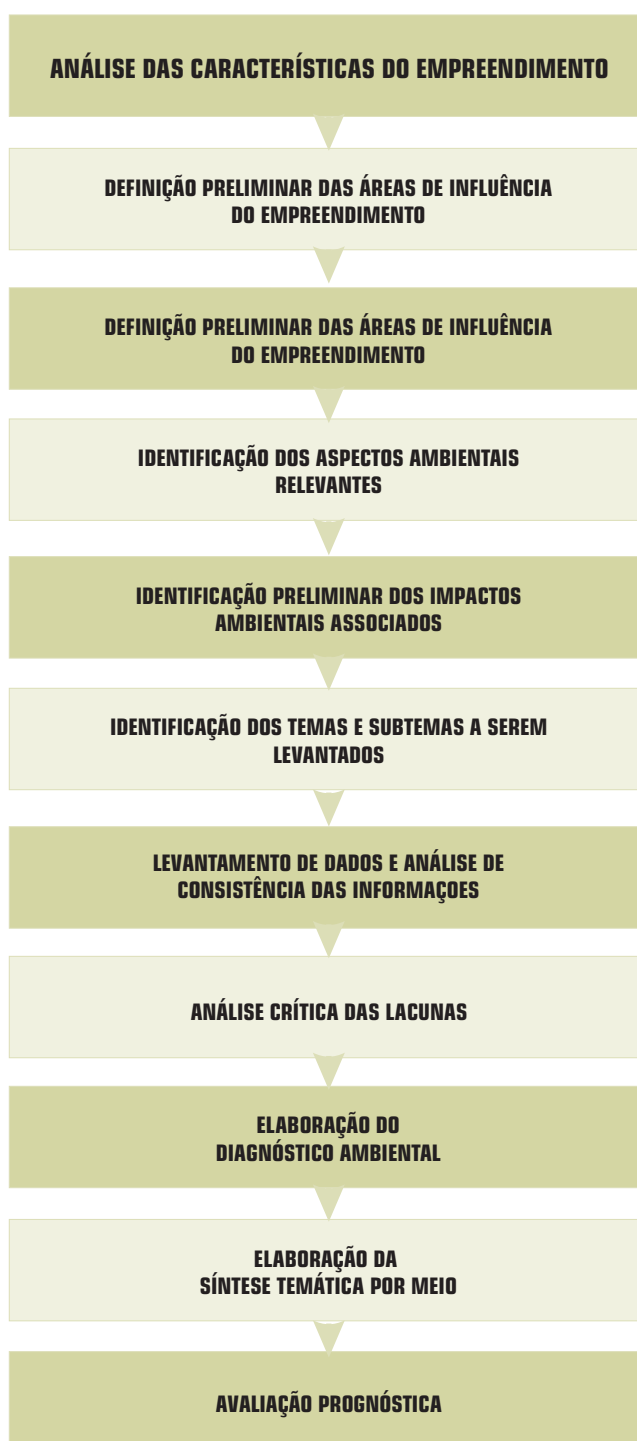 ANÁLISE DAS CARACTERÍSTICAS DO EMPREENDIMENTO
DEFINIÇÃO PRELIMINAR DAS ÁREAS DE INFLUÊNCIA
DO EMPREENDIMENTO
DEFINIÇÃO PRELIMINAR DAS ÁREAS DE INFLUÊNCIA
DO EMPREENDIMENTO
IDENTIFICAÇÃO DOS ASPECTOS AMBIENTAIS
RELEVANTES
IDENTIFICAÇÃO PRELIMINAR DOS IMPACTOS
AMBIENTAIS ASSOCIADOS
IDENTIFICAÇÃO DOS TEMAS E SUBTEMAS A SEREM
LEVANTADOS
LEVANTAMENTO DE DADOS E ANÁLISE DE
CONSISTÊNCIA DAS INFORMAÇOES
ANÁLISE CRÍTICA DAS LACUNAS
ELABORAÇÃO DO
DIAGNÓSTICO AMBIENTAL
ELABORAÇÃO DA
SÍNTESE TEMÁTICA POR MEIO
AVALIAÇÃO PROGNÓSTICA